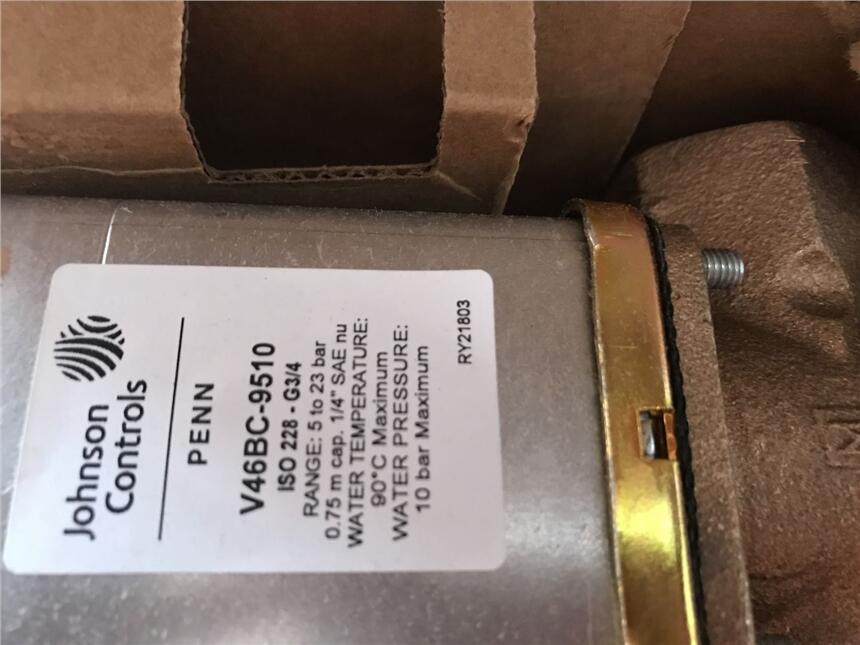 Johnson
Controls
PENN
V46BC-9510
ISO 228 - G3/4
RANGE: 5 to 23 bar
0.75 m cap. 1/4" SAE nu
WATER TEMPERATURE:
90°C Maximum
WATER PRESSURE:
10 bar Maximum
RY21803